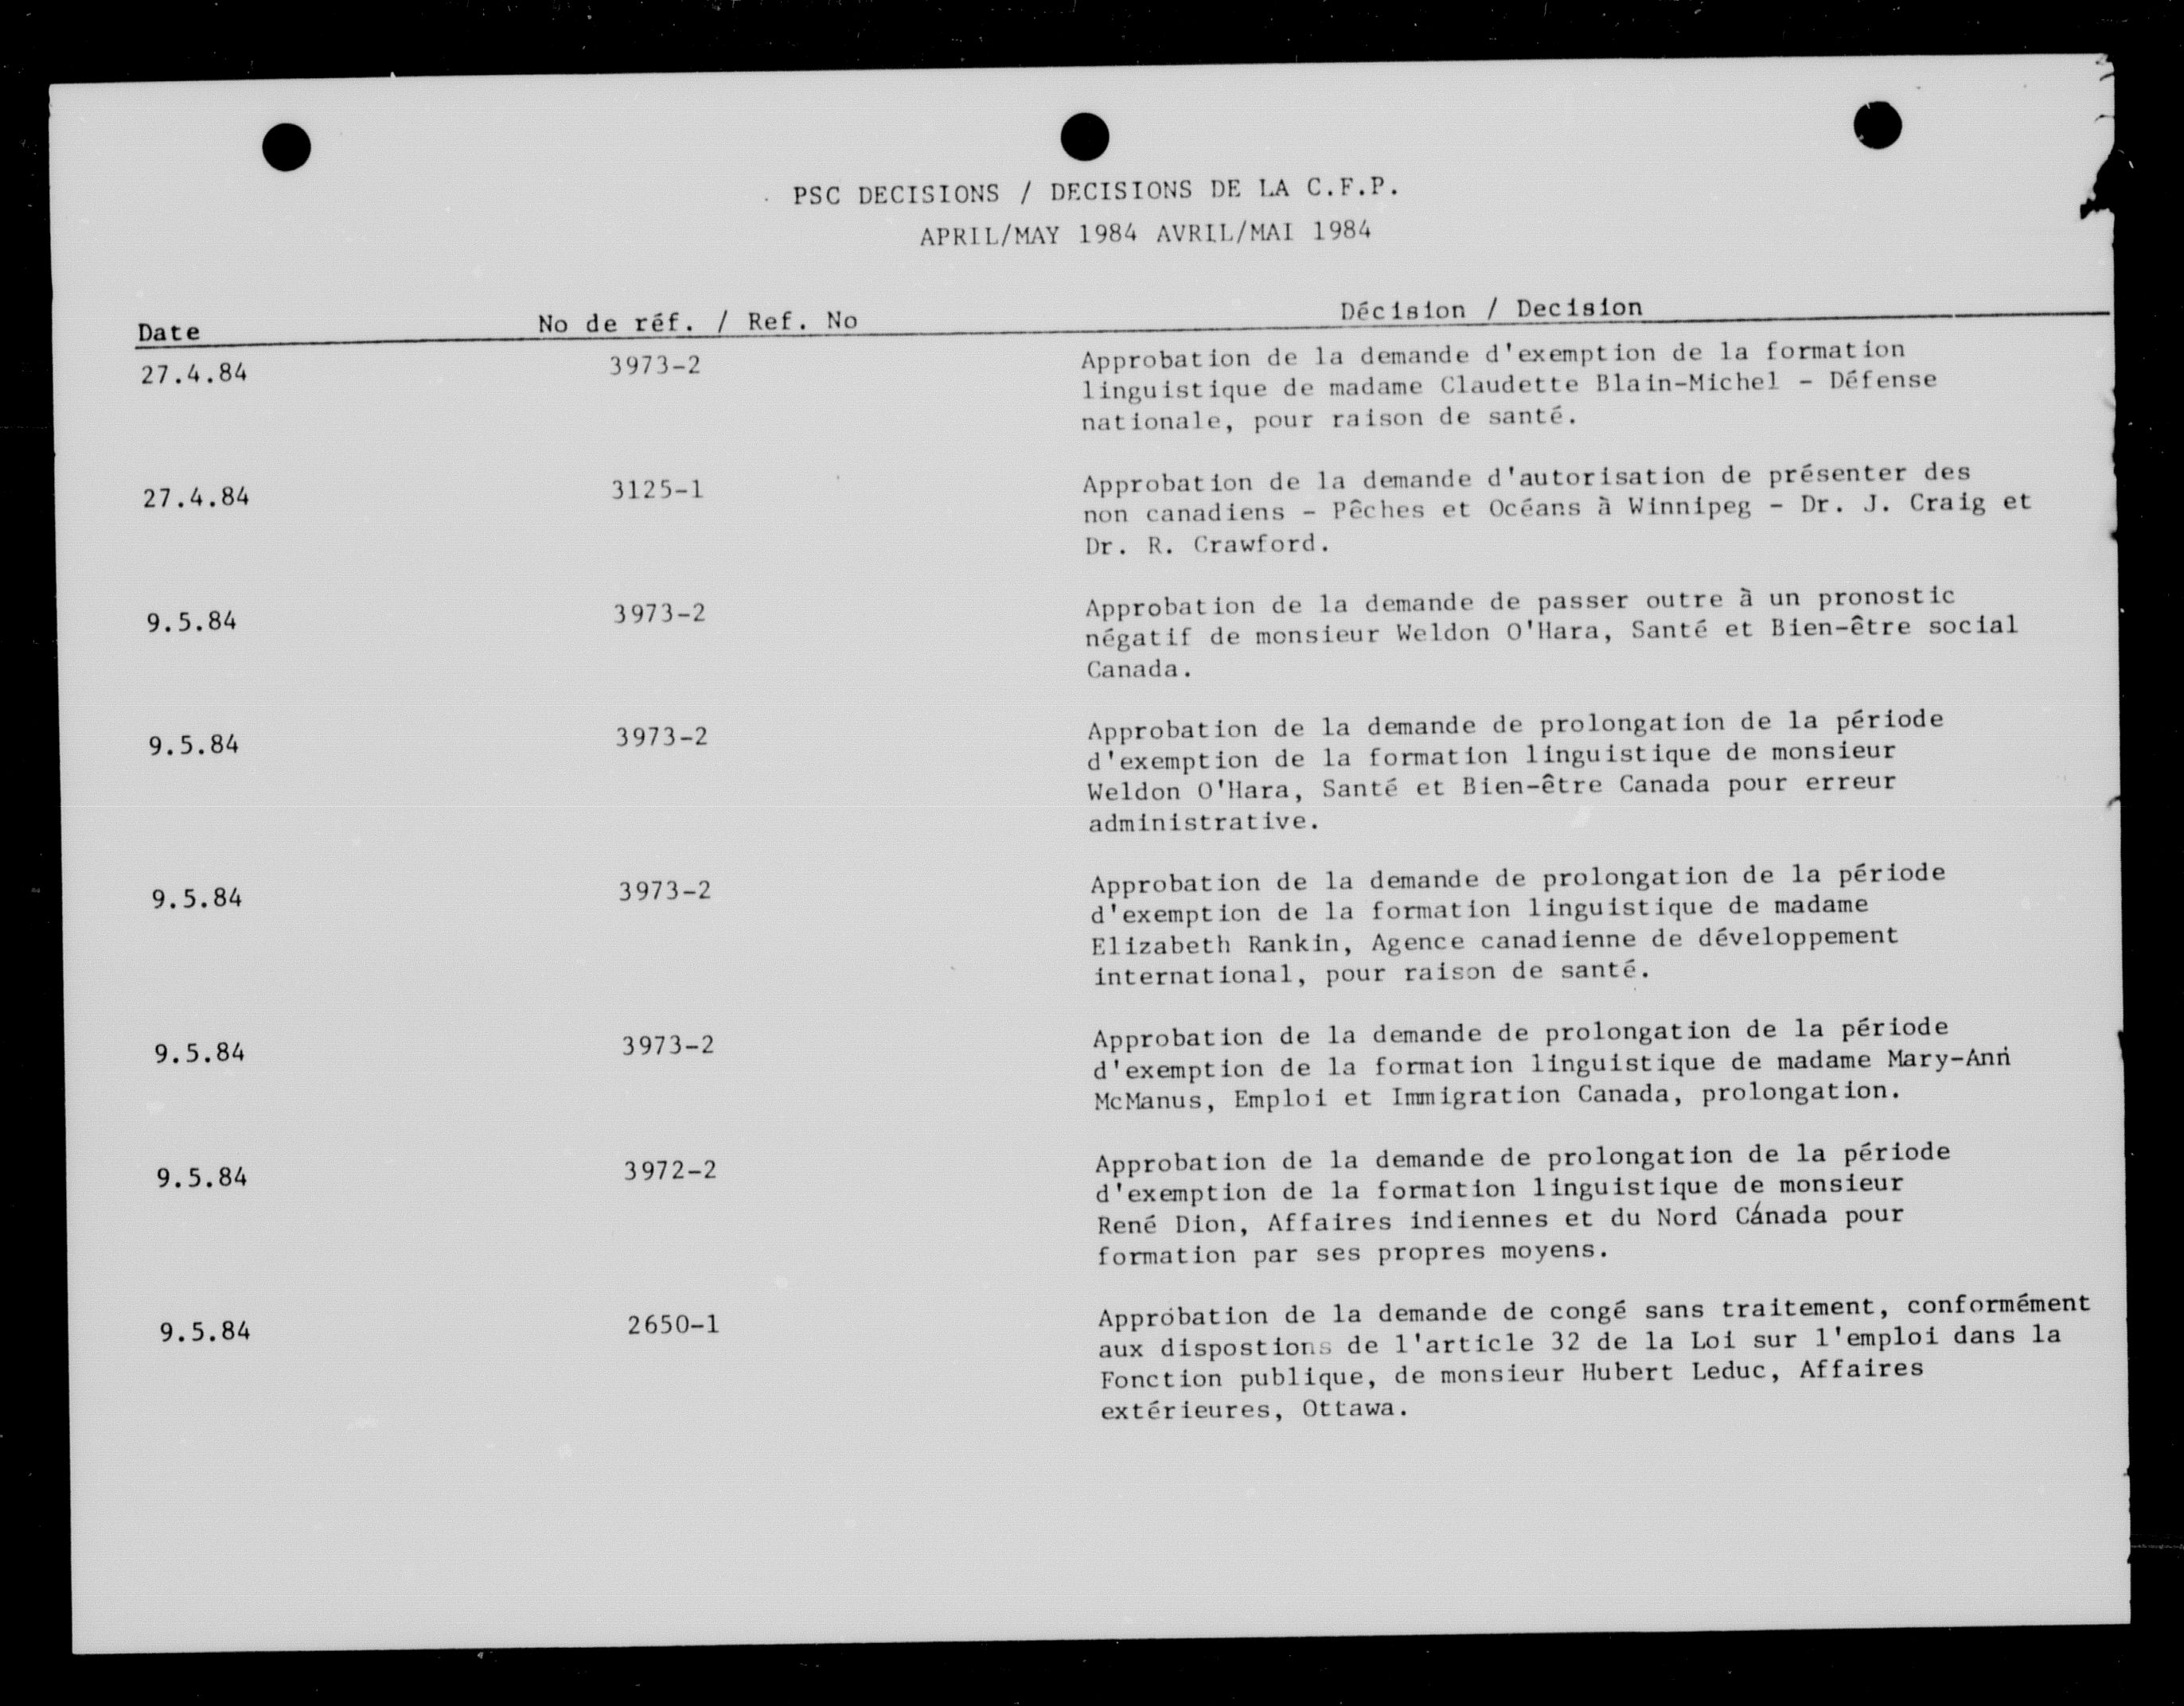 PSC DECISIONS / DECISIONS DE LA C.F.P.
APRIL/MAY 1984 AVRIL/MAI 1984
Date No de réf. / Ref. No Décision / Decision
27.4.84 3973-2 Approbation de la demande d'exemption de la formation
linguistique de madame Claudette Blain-Michel - Défense
nationale, pour raison de santé.
27.4.84 3125-1 Approbation de la demande d'autorisation de présenter des
non canadiens - Pêches et Océans à Winnipeg - Dr. J. Craig et
Dr. R. Crawford.
9.5.84 3973-2 Approbation de la demande de passer outre à un pronostic
négatif de monsieur Weldon O'Hara, Santé et Bien-être social
Canada.
9.5.84 3973-2 Approbation de la demande de prolongation de la période
d'exemption de la formation linguistique de monsieur
Weldon O'Hara, Santé et Bien-être Canada pour erreur
administrative.
9.5.84 3973-2 Approbation de la demande de prolongation de la période
d'exemption de la formation linguistique de madame
Elizabeth Rankin, Agence canadienne de développement
international, pour raison de santé.
9.5.84 3973-2 Approbation de la demande de prolongation de la période
d'exemption de la formation linguistique de madame Mary-Ann
McManus, Emploi et Immigration Canada, prolongation.
9.5.84 3972-2 Approbation de la demande de prolongation de la période
d'exemption de la formation linguistique de monsieur
René Dion, Affaires indiennes et du Nord Canada pour
formation par ses propres moyens.
9.5.84 2650-1 Approbation de la demande de congé sans traitement, conformément
aux dispostions de l'article 32 de la Loi sur l'emploi dans la
Fonction publique, de monsieur Hubert Leduc, Affaires
extérieures, Ottawa.